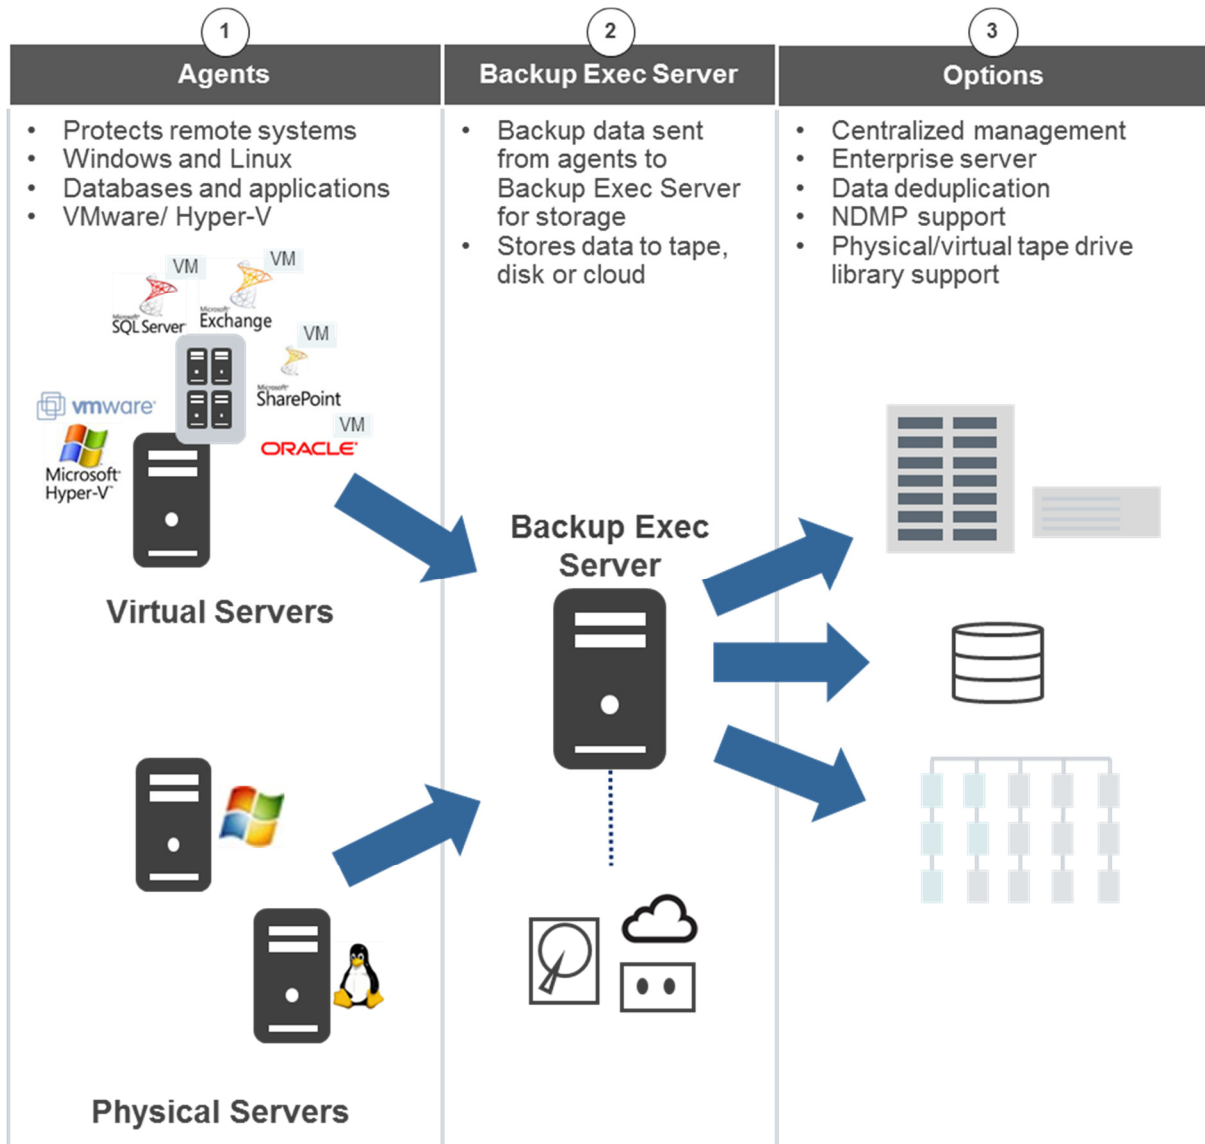 1
2
3
Agents
Backup Exec Server
Options
• Protects remote systems
• Windows and Linux
• Databases and applications
• VMware/ Hyper-V
• Backup data sent
from agents to
Backup Exec Server
for storage
• Stores data to tape,
disk or cloud
• Centralized management
• Enterprise server
• Data deduplication
• NDMP support
• Physical/virtual tape drive
library support
VM
VM
Microsoft
SQL Server
Microsoft
Exchange
VM
Microsoft
SharePoint
vmware
VM
ORACLE
Microsoft
Hyper-V
Virtual Servers
Backup Exec
Server
Physical Servers